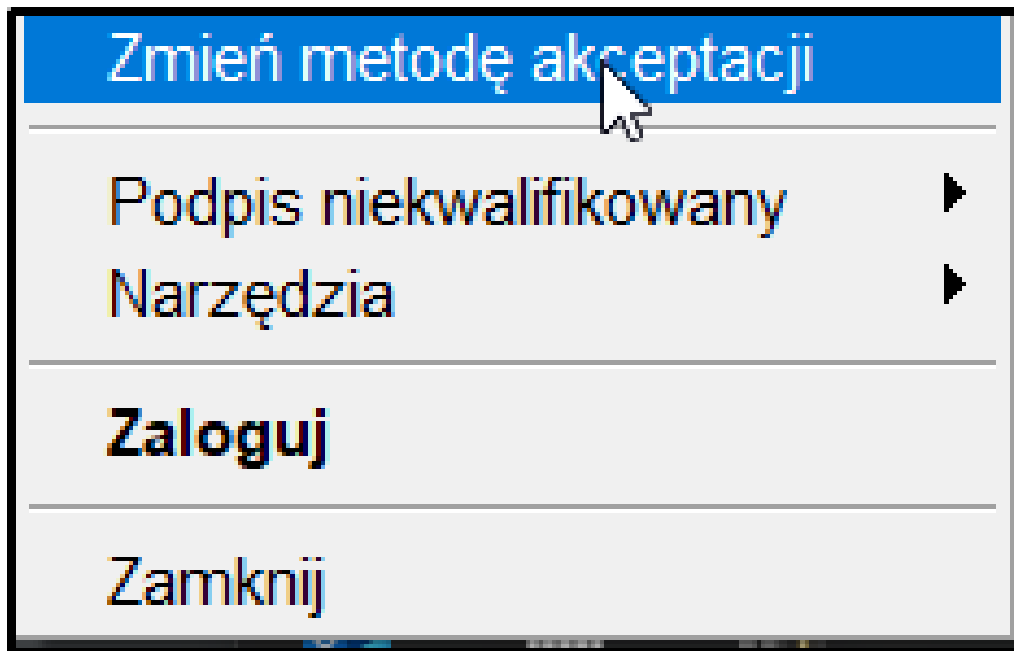 Zmień metodę akceptacji
Podpis niekwalifikowany
Narzędzia
Zaloguj
Zamknij